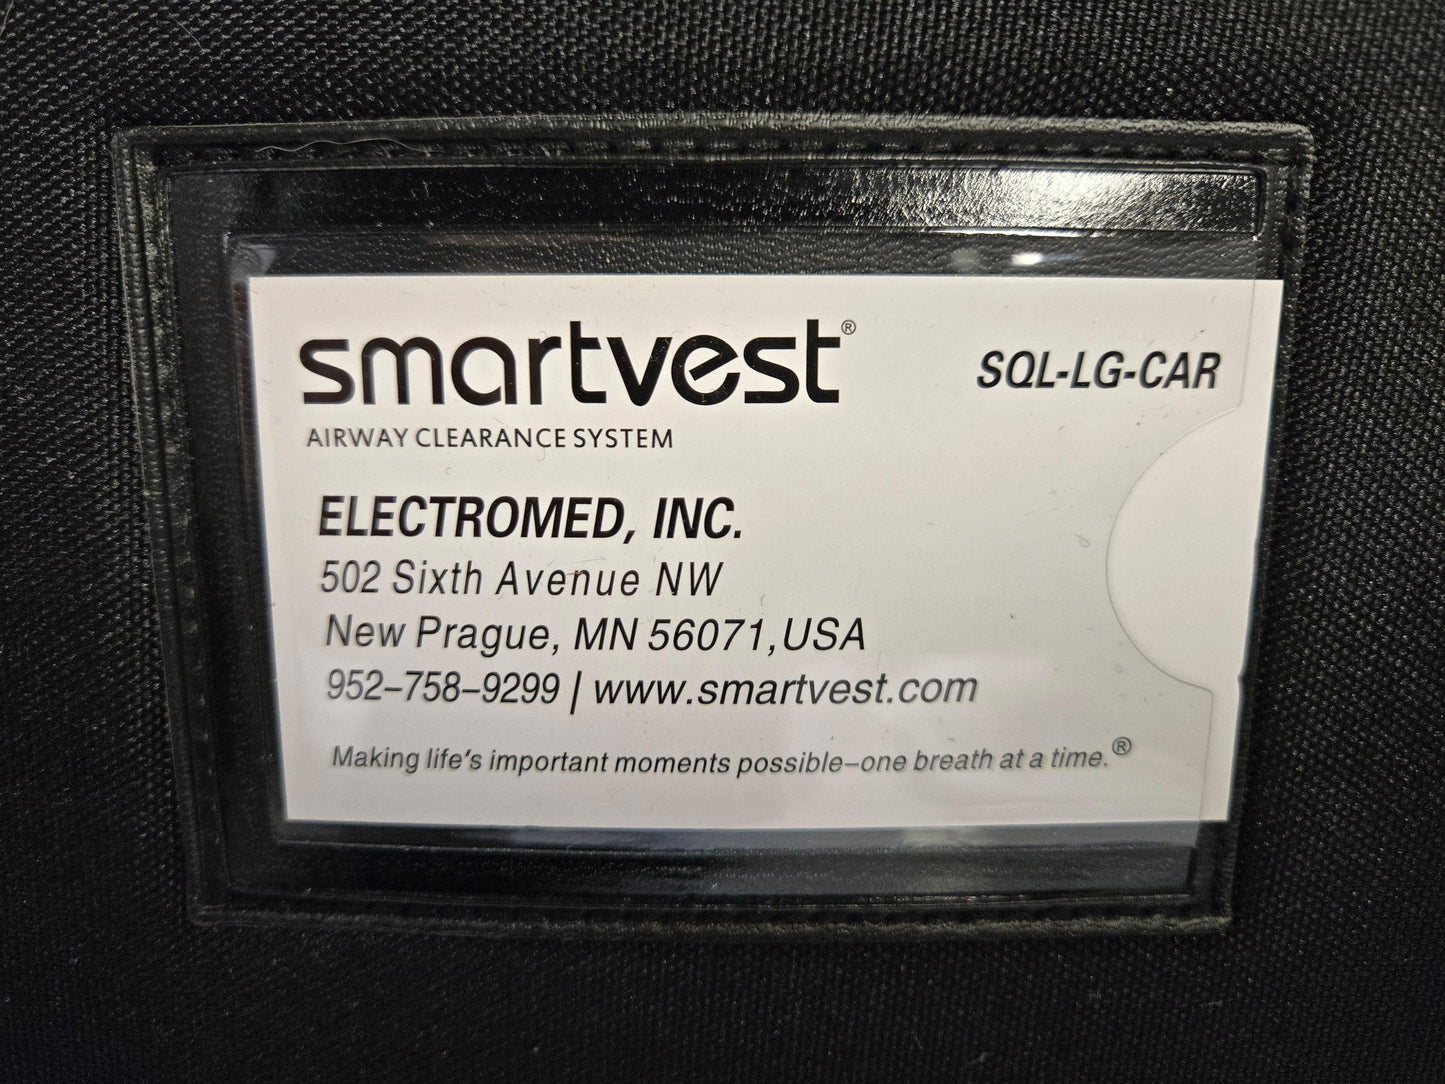 smartvest®
SQL-LG-CAR
AIRWAY CLEARANCE SYSTEM
ELECTROMED, INC.
502 Sixth Avenue NW
New Prague, MN 56071, USA
952-758-9299 | www.smartvest.com
Making life's important moments possible–one breath at a time.®